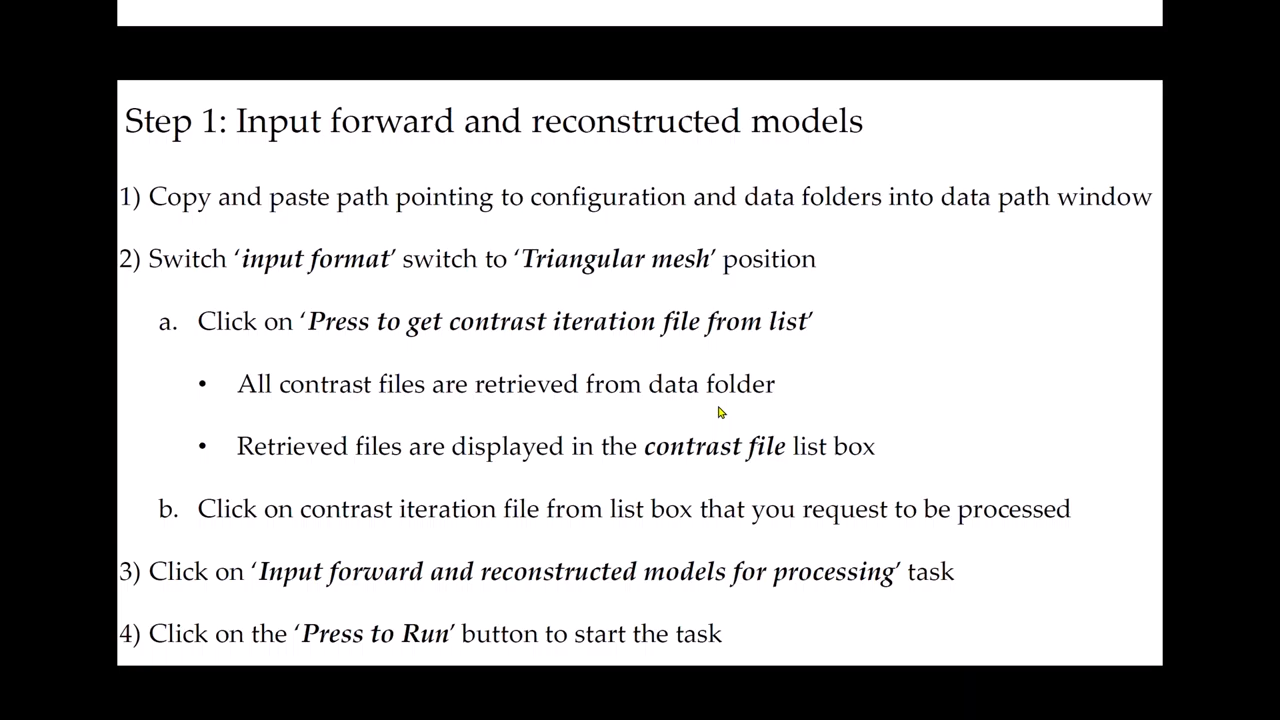 Step 1: Input forward and reconstructed models
1) Copy and paste path pointing to configuration and data folders into data path window
2) Switch ‘input format’ switch to ‘Triangular mesh’ position
a. Click on ‘Press to get contrast iteration file from list’
• All contrast files are retrieved from data folder
• Retrieved files are displayed in the contrast file list box
b. Click on contrast iteration file from list box that you request to be processed
3) Click on ‘Input forward and reconstructed models for processing’ task
4) Click on the ‘Press to Run’ button to start the task